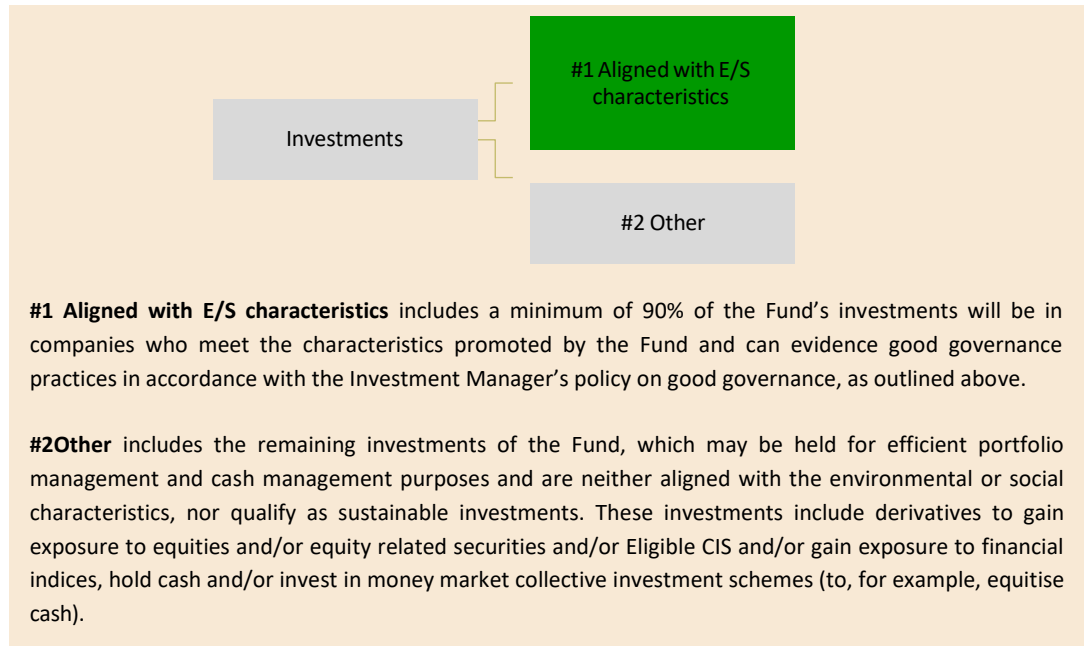 #1 Aligned with E/S
characteristics
Investments
#2 Other
#1 Aligned with E/S characteristics includes a minimum of 90% of the Fund’s investments will be in
companies who meet the characteristics promoted by the Fund and can evidence good governance
practices in accordance with the Investment Manager’s policy on good governance, as outlined above.
#2Other includes the remaining investments of the Fund, which may be held for efficient portfolio
management and cash management purposes and are neither aligned with the environmental or social
characteristics, nor qualify as sustainable investments. These investments include derivatives to gain
exposure to equities and/or equity related securities and/or Eligible CIS and/or gain exposure to financial
indices, hold cash and/or invest in money market collective investment schemes (to, for example, equitise
cash).